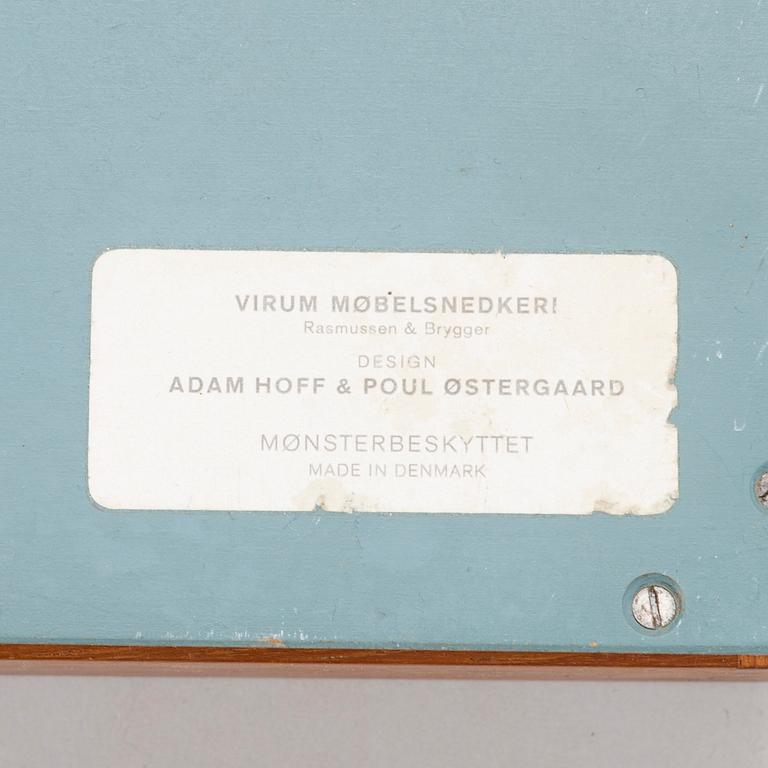 VIRUM MØBELSNEDKERI
Rasmussen & Brygger
DESIGN
ADAM HOFF & POUL ØSTERGAARD
MØNSTERBESKYTTET
MADE IN DENMARK